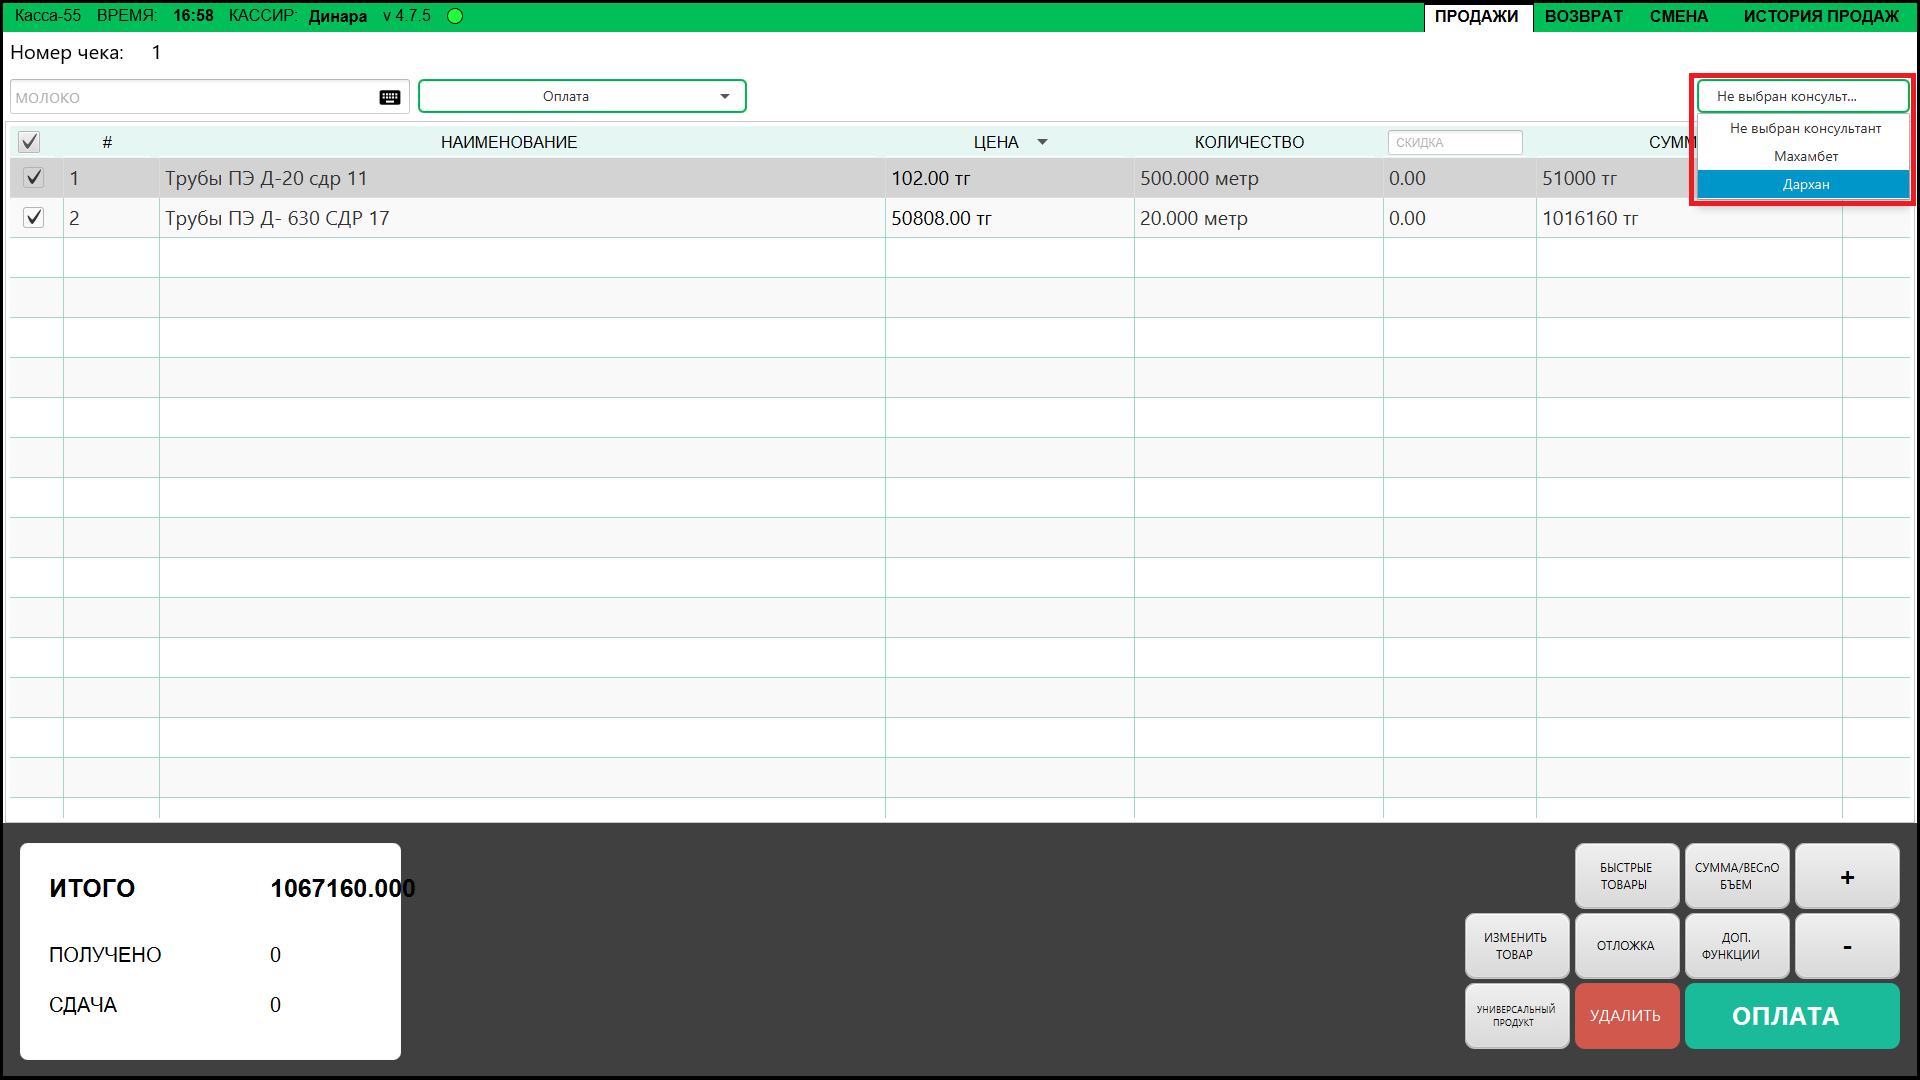 Касса-55 ВРЕМЯ: 16:58 КАССИР: Динара v 4.7.5 ПРОДАЖИ ВОЗВРАТ СМЕНА ИСТОРИЯ ПРОДАЖ
Номер чека: 1
МОЛОКО Оплата Не выбран консульт...
Не выбран консультант
Махамбет
Дархан
# НАИМЕНОВАНИЕ ЦЕНА КОЛИЧЕСТВО СКИДКА СУММ
1 Трубы ПЭ Д-20 сдр 11 102.00 тг 500.000 метр 0.00 51000 тг
2 Трубы ПЭ Д- 630 СДР 17 50808.00 тг 20.000 метр 0.00 1016160 тг
ИТОГО 1067160.000
ПОЛУЧЕНО 0
СДАЧА 0
БЫСТРЫЕ
ТОВАРЫ
СУММА/ВЕСпО
БЪЕМ
+
ИЗМЕНИТЬ
ТОВАР
ОТЛОЖКА
ДОП.
ФУНКЦИИ
-
УНИВЕРСАЛЬНЫЙ
ПРОДУКТ
УДАЛИТЬ
ОПЛАТА